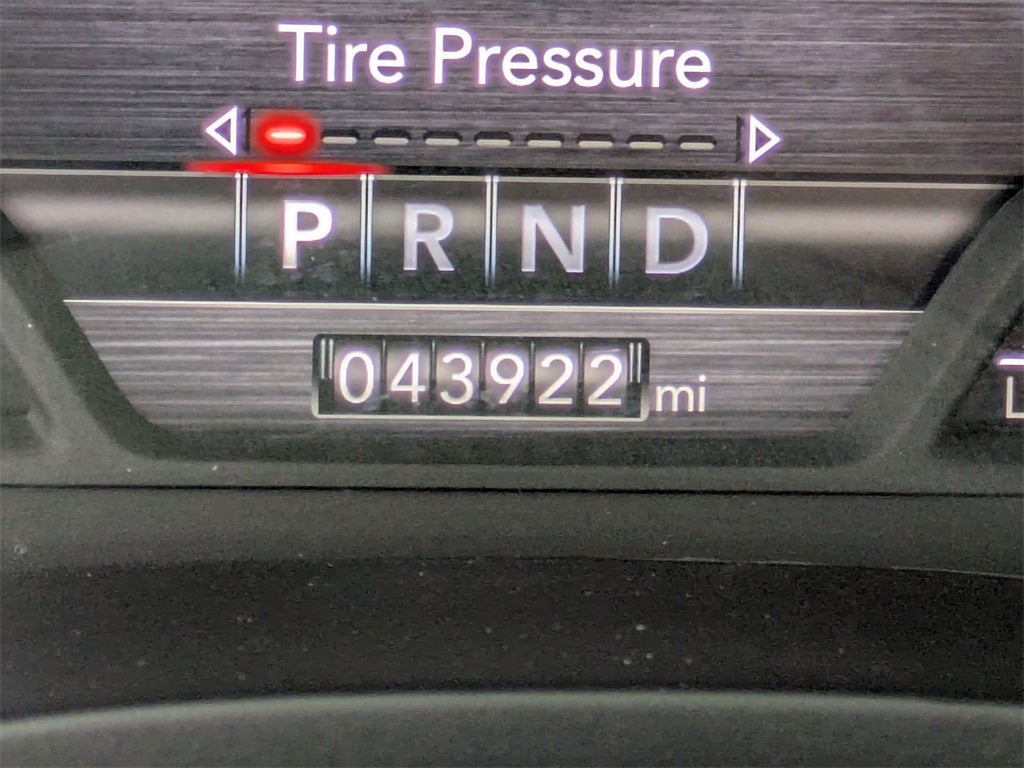 Tire Pressure
P R N D
043922 mi